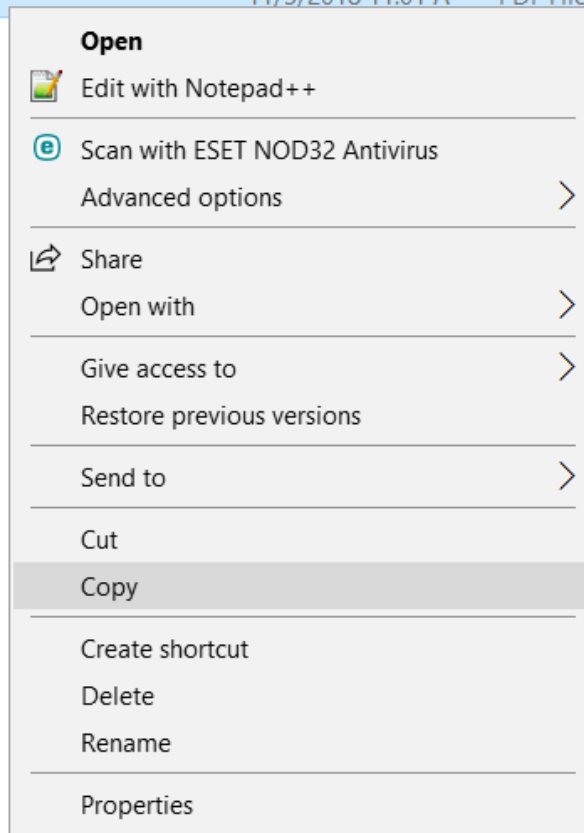 Open
Edit with Notepad++
Scan with ESET NOD32 Antivirus
Advanced options
Share
Open with
Give access to
Restore previous versions
Send to
Cut
Copy
Create shortcut
Delete
Rename
Properties